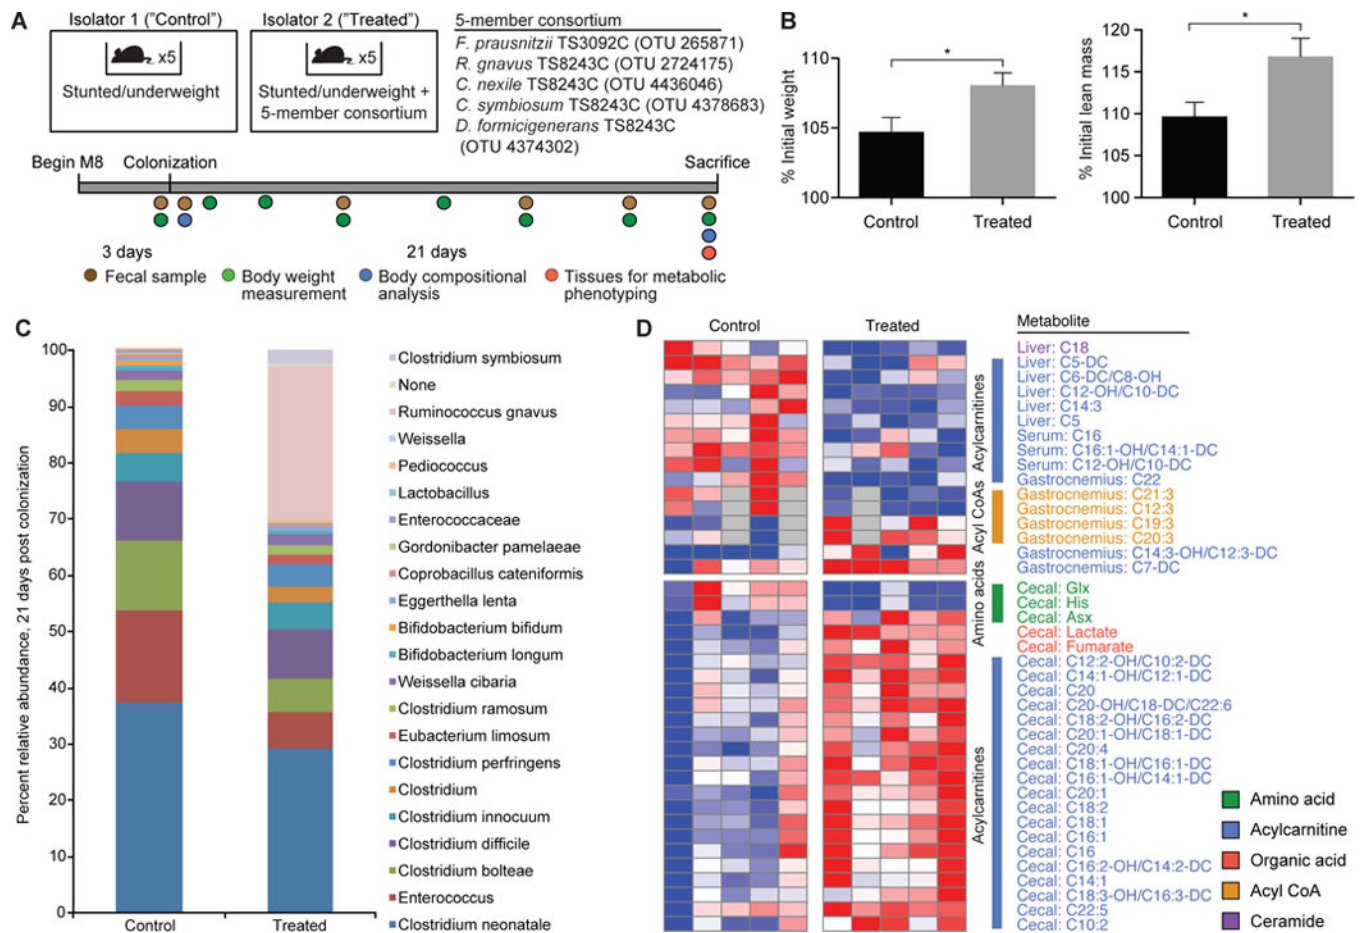 A
Isolator 1 ("Control")
x5
Stunted/underweight
Isolator 2 ("Treated")
x5
Stunted/underweight +
5-member consortium
5-member consortium
F. prausnitzii TS3092C (OTU 265871)
R. gnavus TS8243C (OTU 2724175)
C. nexile TS8243C (OTU 4436046)
C. symbiosum TS8243C (OTU 4378683)
D. formicigenerans TS8243C
(OTU 4374302)
Begin M8
Colonization
Sacrifice
3 days
21 days
Fecal sample
Body weight
measurement
Body compositional
analysis
Tissues for metabolic
phenotyping
B
% Initial weight
110
105
100
*
Control
Treated
% Initial lean mass
120
115
110
105
100
*
Control
Treated
C
Percent relative abundance, 21 days post colonization
100
90
80
70
60
50
40
30
20
10
0
Control
Treated
Clostridium symbiosum
None
Ruminococcus gnavus
Weissella
Pediococcus
Lactobacillus
Enterococcaceae
Gordonibacter pamelaeae
Coprobacillus cateniformis
Eggerthella lenta
Bifidobacterium bifidum
Bifidobacterium longum
Weissella cibaria
Clostridium ramosum
Eubacterium limosum
Clostridium perfringens
Clostridium
Clostridium innocuum
Clostridium difficile
Clostridium bolteae
Enterococcus
Clostridium neonatale
D
Control
Treated
Metabolite
Acylcarnitines
Acyl CoAs
Amino acids
Acylcarnitines
Liver: C18
Liver: C5-DC
Liver: C6-DC/C8-OH
Liver: C12-OH/C10-DC
Liver: C14:3
Liver: C5
Serum: C16
Serum: C16:1-OH/C14:1-DC
Serum: C12-OH/C10-DC
Gastrocnemius: C22
Gastrocnemius: C21:3
Gastrocnemius: C12:3
Gastrocnemius: C19:3
Gastrocnemius: C20:3
Gastrocnemius: C14:3-OH/C12:3-DC
Gastrocnemius: C7-DC
Cecal: Glx
Cecal: His
Cecal: Asx
Cecal: Lactate
Cecal: Fumarate
Cecal: C12:2-OH/C10:2-DC
Cecal: C14:1-OH/C12:1-DC
Cecal: C20
Cecal: C20-OH/C18-DC/C22:6
Cecal: C18:2-OH/C16:2-DC
Cecal: C20:1-OH/C18:1-DC
Cecal: C20:4
Cecal: C18:1-OH/C16:1-DC
Cecal: C16:1-OH/C14:1-DC
Cecal: C20:1
Cecal: C18:2
Cecal: C18:1
Cecal: C16:1
Cecal: C16
Cecal: C16:2-OH/C14:2-DC
Cecal: C14:1
Cecal: C18:3-OH/C16:3-DC
Cecal: C22:5
Cecal: C10:2
Amino acid
Acylcarnitine
Organic acid
Acyl CoA
Ceramide